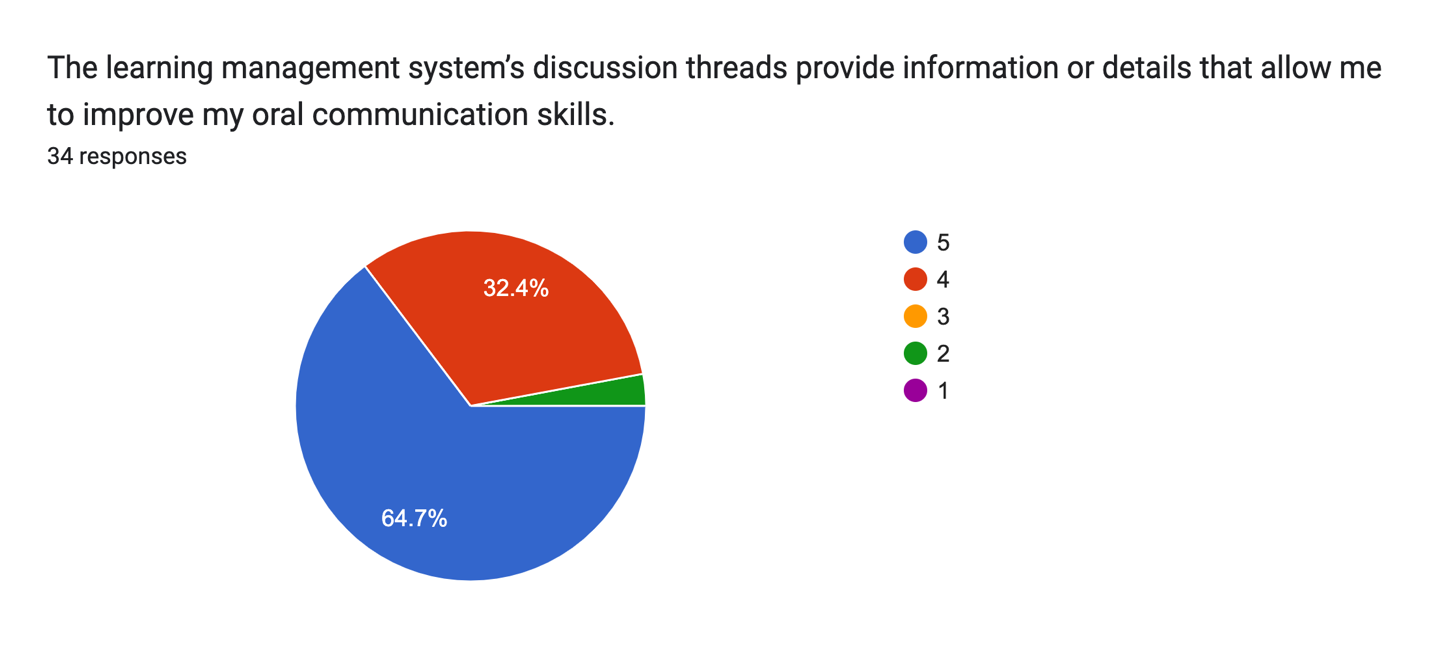 The learning management system’s discussion threads provide information or details that allow me
to improve my oral communication skills.
34 responses
32.4%
64.7%
5
4
3
2
1